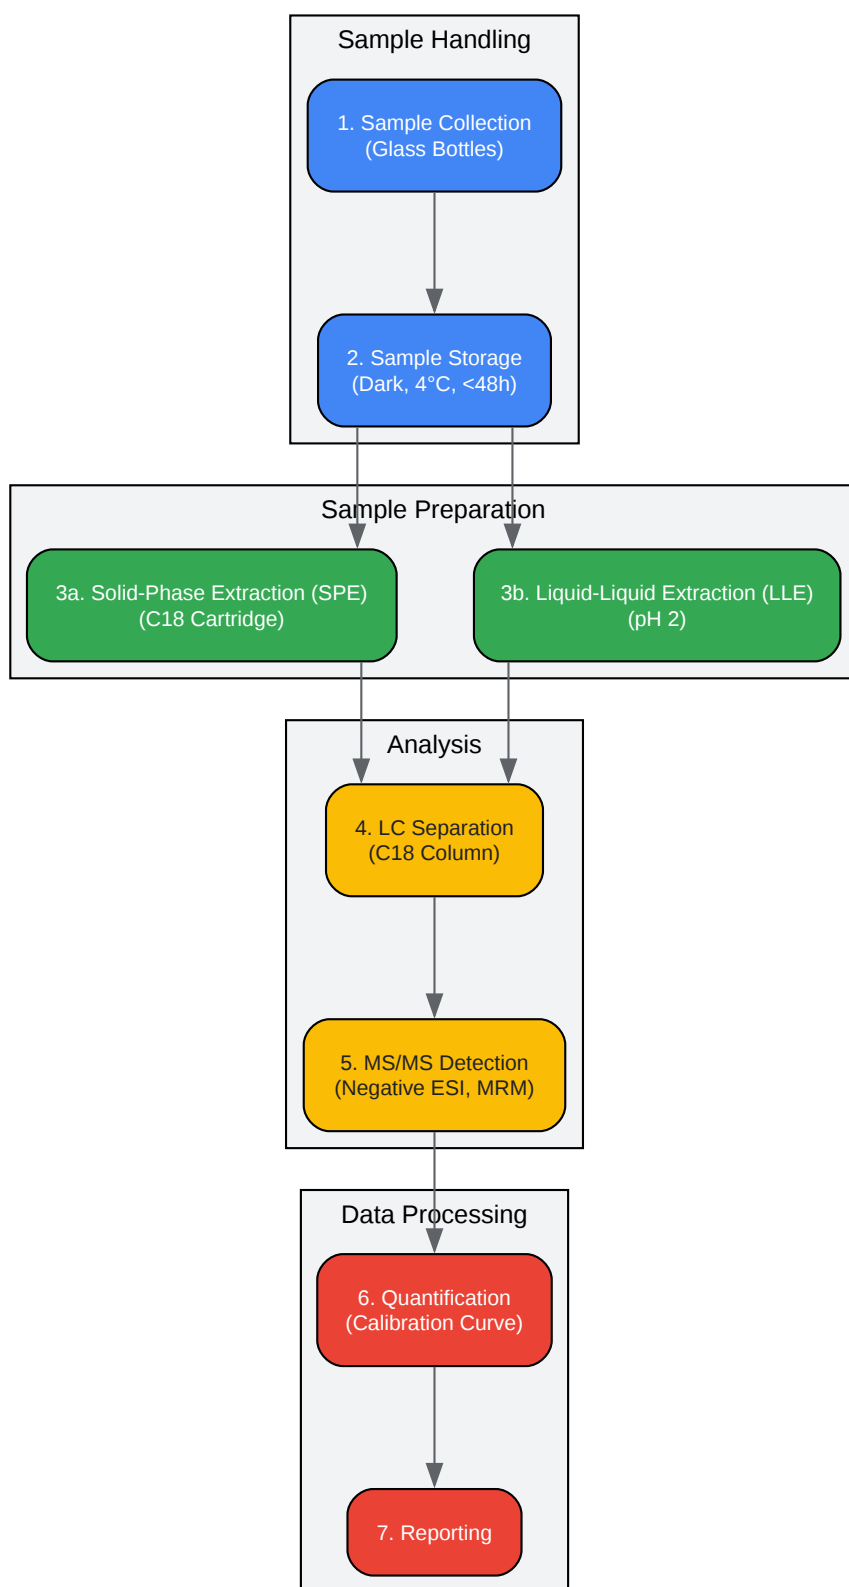 Sample Handling
1. Sample Collection
(Glass Bottles)
2. Sample Storage
(Dark, 4°C, <48h)
Sample Preparation
3a. Solid-Phase Extraction (SPE)
(C18 Cartridge)
3b. Liquid-Liquid Extraction (LLE)
(pH 2)
Analysis
4. LC Separation
(C18 Column)
5. MS/MS Detection
(Negative ESI, MRM)
Data Processing
6. Quantification
(Calibration Curve)
7. Reporting